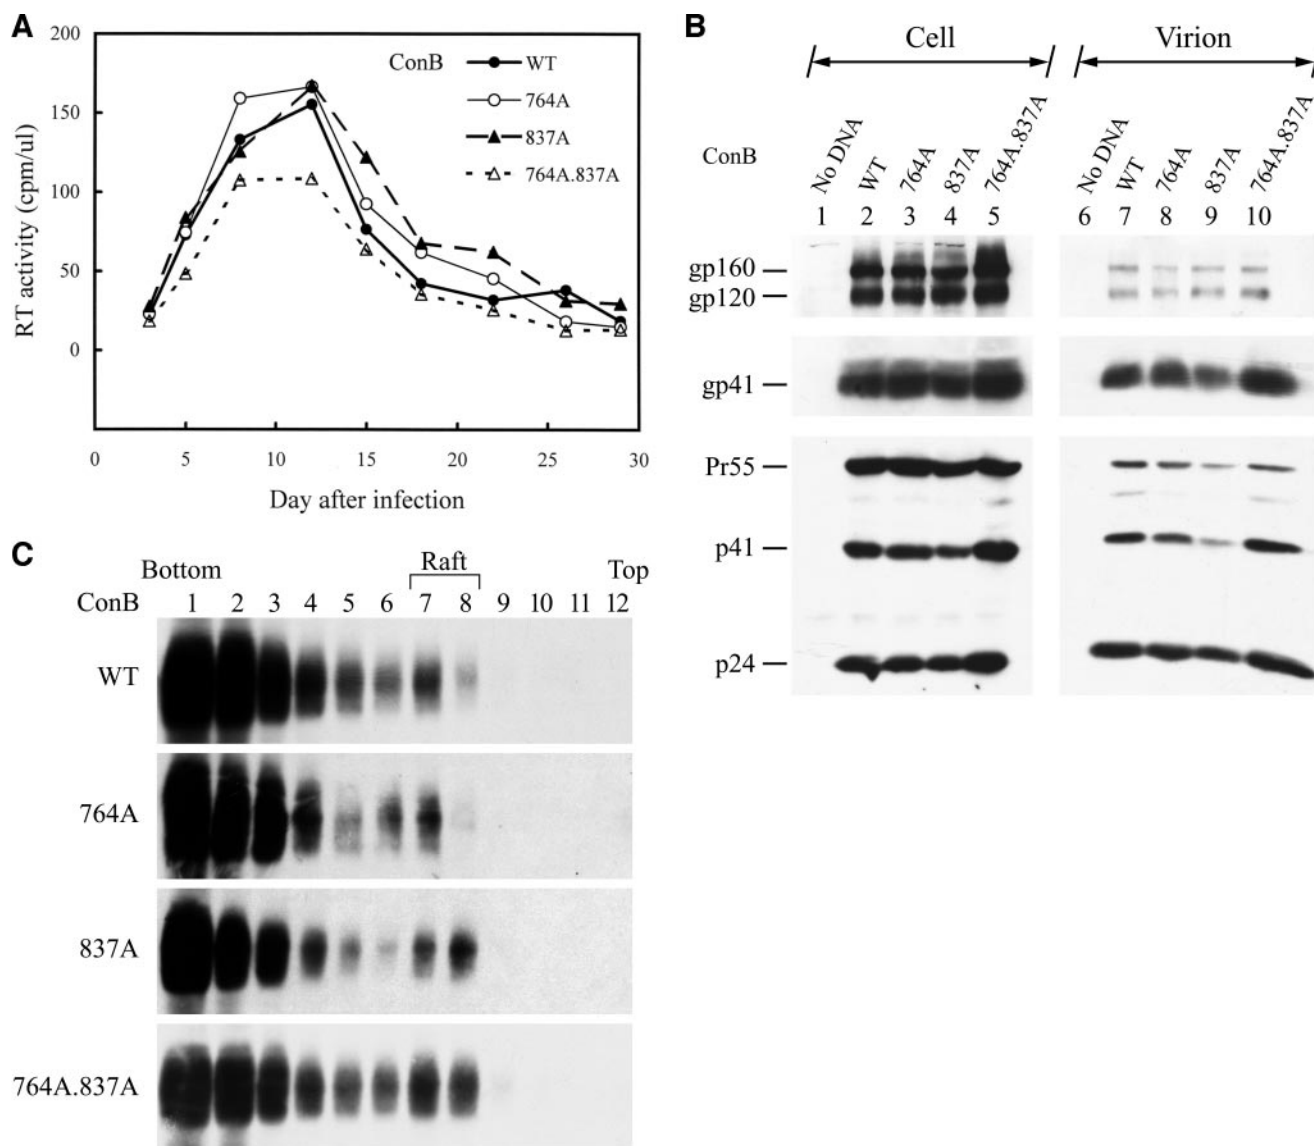 A
200
150
100
50
0
RT activity (cpm/ul)
0 5 10 15 20 25 30
Day after infection
ConB
WT
764A
837A
764A.837A
B
Cell Virion
ConB
No DNA WT 764A 837A 764A.837A No DNA WT 764A 837A 764A.837A
1 2 3 4 5 6 7 8 9 10
gp160
gp120
gp41
Pr55
p41
p24
C
Bottom Raft Top
ConB 1 2 3 4 5 6 7 8 9 10 11 12
WT
764A
837A
764A.837A